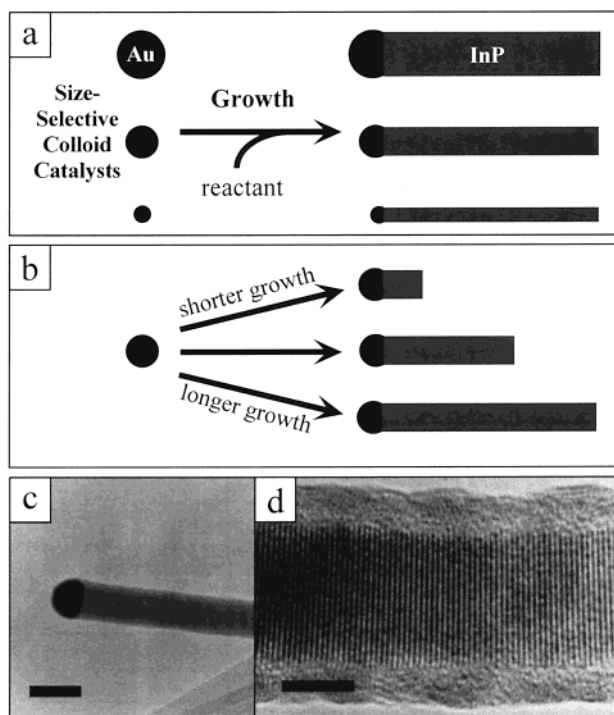 a
Au
InP
Size-
Selective
Colloid
Catalysts
Growth
reactant
b
shorter growth
longer growth
c
d